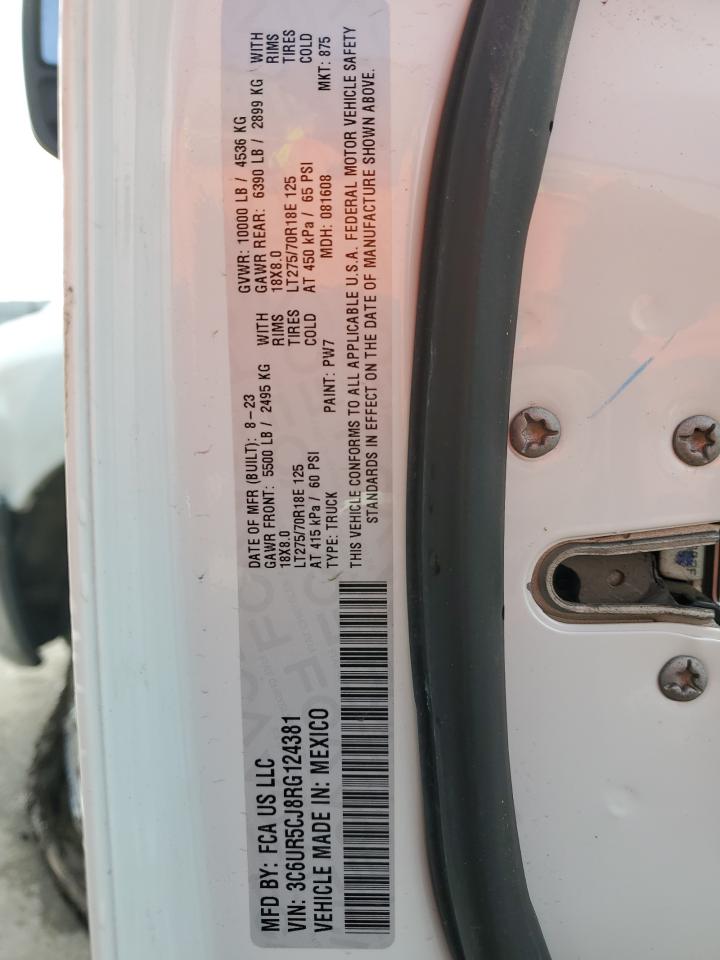 MFD BY: FCA US LLC
VIN: 3C6UR5CJ8RG124381
VEHICLE MADE IN: MEXICO
DATE OF MFR (BUILT): 8-23
GAWR FRONT: 5500 LB / 2495 KG WITH
18X8.0 RIMS
LT275/70R18E 125 TIRES
AT 415 kPa / 60 PSI COLD
TYPE: TRUCK PAINT: PW7
GVWR: 10000 LB / 4536 KG
GAWR REAR: 6390 LB / 2899 KG WITH
18X8.0 RIMS
LT275/70R18E 125 TIRES
AT 450 kPa / 65 PSI COLD
MDH: 081608 MKT: 875
THIS VEHICLE CONFORMS TO ALL APPLICABLE U.S.A. FEDERAL MOTOR VEHICLE SAFETY
STANDARDS IN EFFECT ON THE DATE OF MANUFACTURE SHOWN ABOVE.